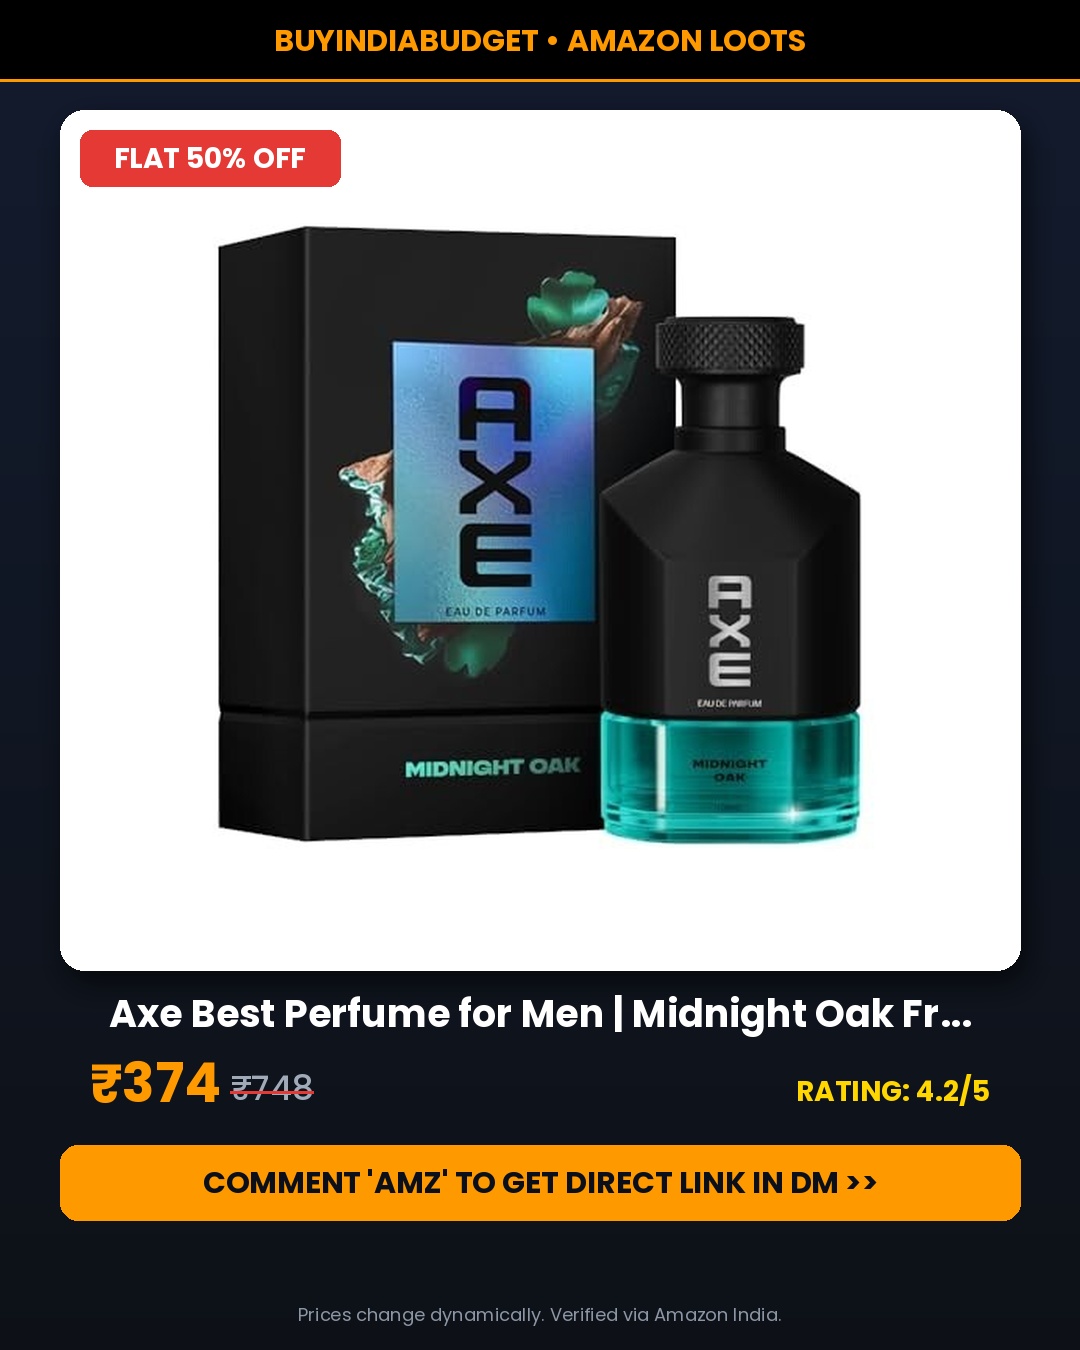 BUYINDIABUDGET • AMAZON LOOTS
FLAT 50% OFF
AXE
EAU DE PARFUM
MIDNIGHT OAK
AXE
EAU DE PARFUM
MIDNIGHT
OAK
Axe Best Perfume for Men | Midnight Oak Fr...
₹374 ₹748
RATING: 4.2/5
COMMENT 'AMZ' TO GET DIRECT LINK IN DM >>
Prices change dynamically. Verified via Amazon India.